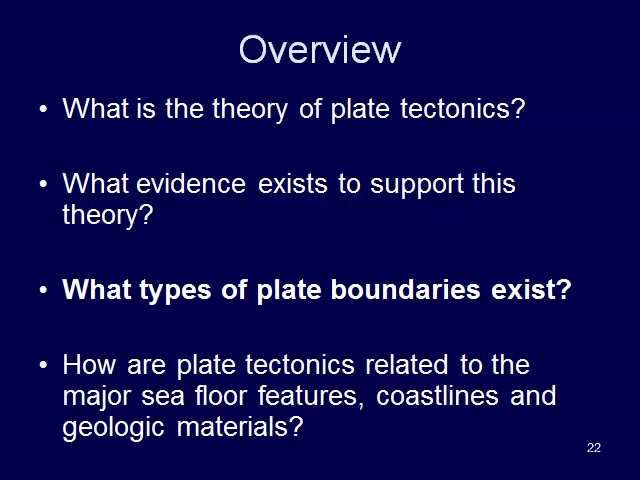 Overview
• What is the theory of plate tectonics?
• What evidence exists to support this
theory?
• What types of plate boundaries exist?
• How are plate tectonics related to the
major sea floor features, coastlines and
geologic materials?
22